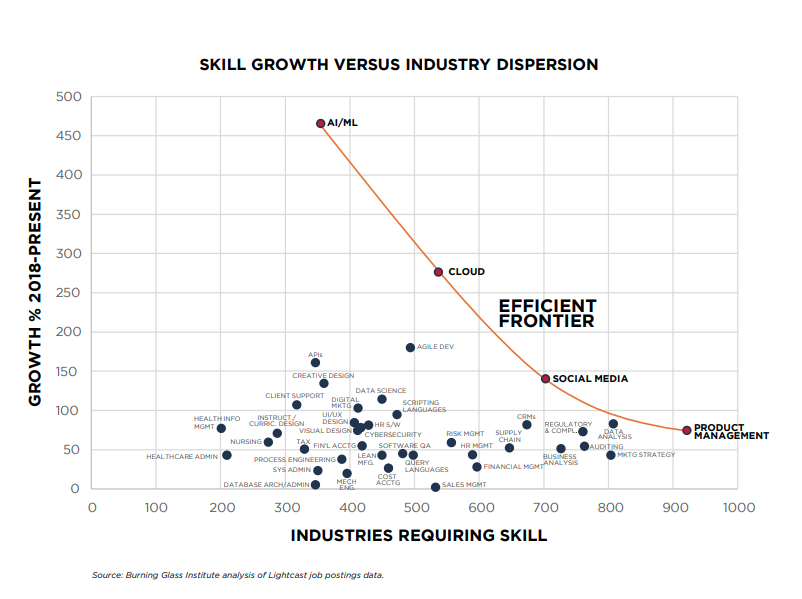 SKILL GROWTH VERSUS INDUSTRY DISPERSION
GROWTH % 2018-PRESENT
500
450
400
350
300
250
200
150
100
50
0
AI/ML
CLOUD
EFFICIENT
FRONTIER
AGILE DEV
APIs
CREATIVE DESIGN
SOCIAL MEDIA
CLIENT SUPPORT
DATA SCIENCE
DIGITAL
MKTG
SCRIPTING
LANGUAGES
HEALTH INFO
MGMT
INSTRUCT./
CURRIC. DESIGN
UI/UX
DESIGN
HR S/W
VISUAL DESIGN
CYBERSECURITY
CRMs
REGULATORY
& COMPL.
DATA
ANALYSIS
PRODUCT
MANAGEMENT
NURSING
TAX
FIN'L ACCTG
SOFTWARE QA
RISK MGMT
SUPPLY
CHAIN
HR MGMT
AUDITING
HEALTHCARE ADMIN
PROCESS ENGINEERING
LEAN
MFG.
QUERY
LANGUAGES
BUSINESS
ANALYSIS
MKTG STRATEGY
SYS ADMIN
MECH
ENG.
COST
ACCTG
FINANCIAL MGMT
DATABASE ARCH/ADMIN
SALES MGMT
0 100 200 300 400 500 600 700 800 900 1000
INDUSTRIES REQUIRING SKILL
Source: Burning Glass Institute analysis of Lightcast job postings data.